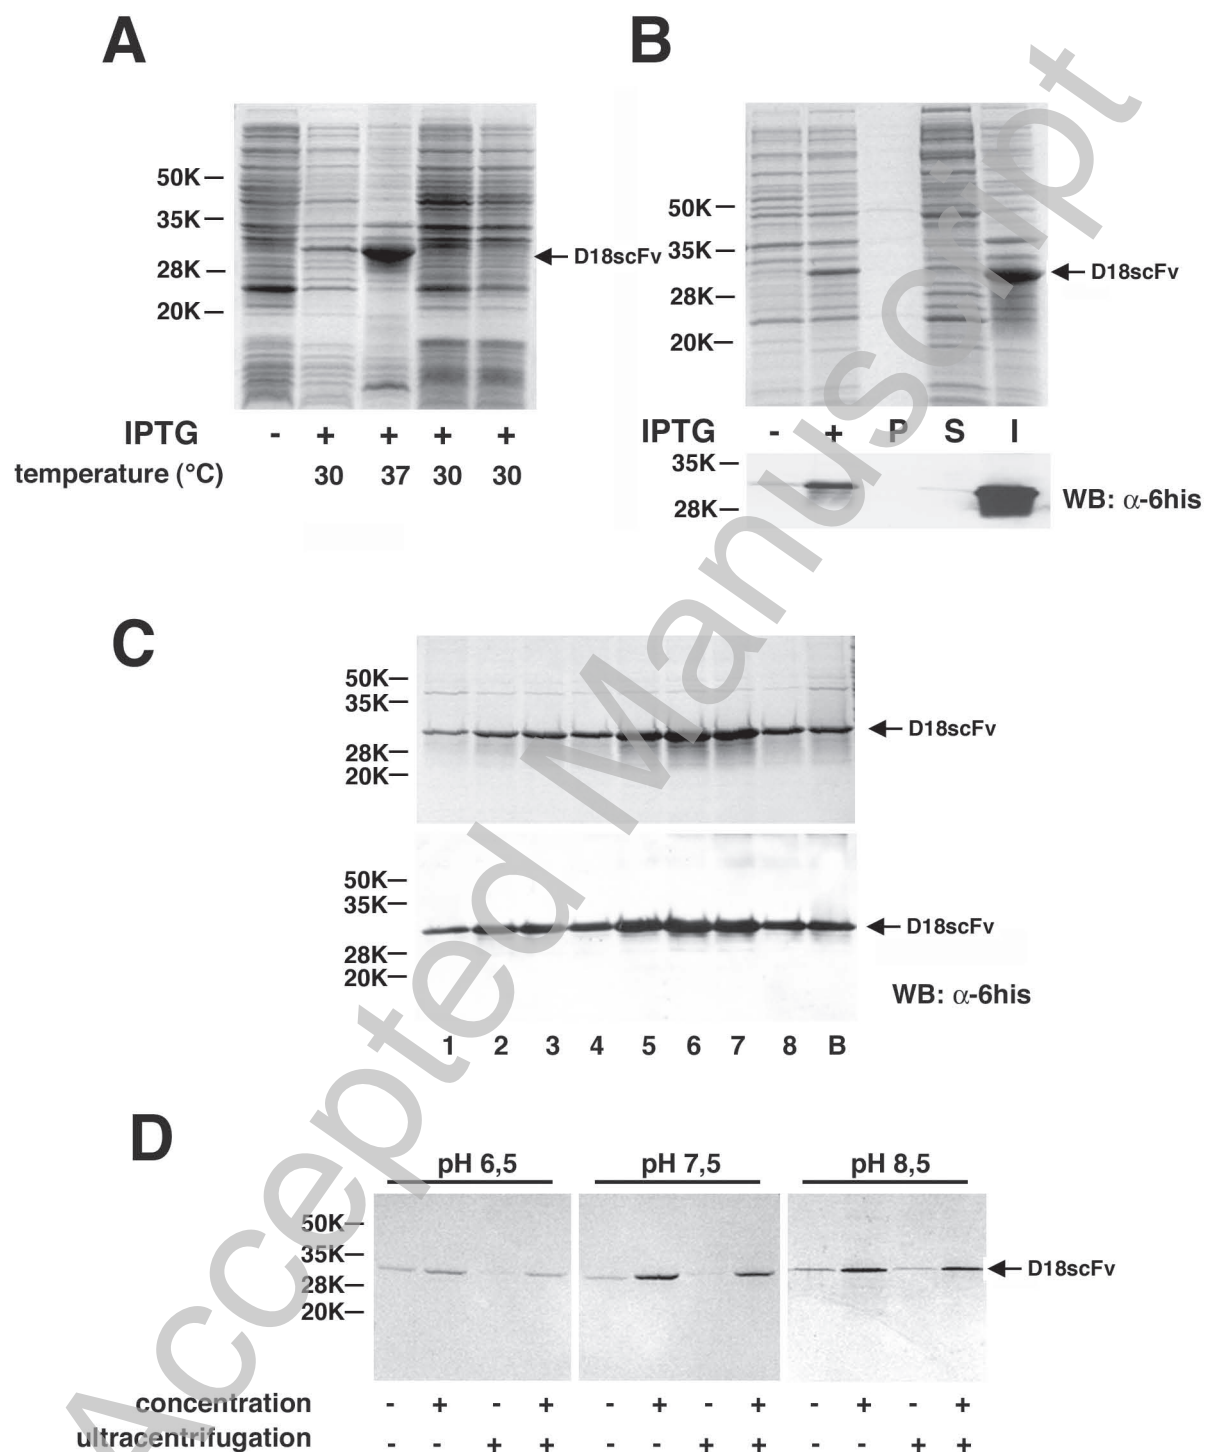 A
B
50K
35K
28K
20K
D18scFv
IPTG - + + + +
temperature (°C) 30 37 30 30
50K
35K
28K
20K
D18scFv
IPTG - + P S I
35K
28K
WB: α-6his
C
50K
35K
28K
20K
D18scFv
50K
35K
28K
20K
D18scFv
WB: α-6his
1 2 3 4 5 6 7 8 B
D
pH 6,5 pH 7,5 pH 8,5
50K
35K
28K
20K
D18scFv
concentration - + - + - + - + - + - +
ultracentrifugation - - + + - - + + - - + +
Accepted Manuscript